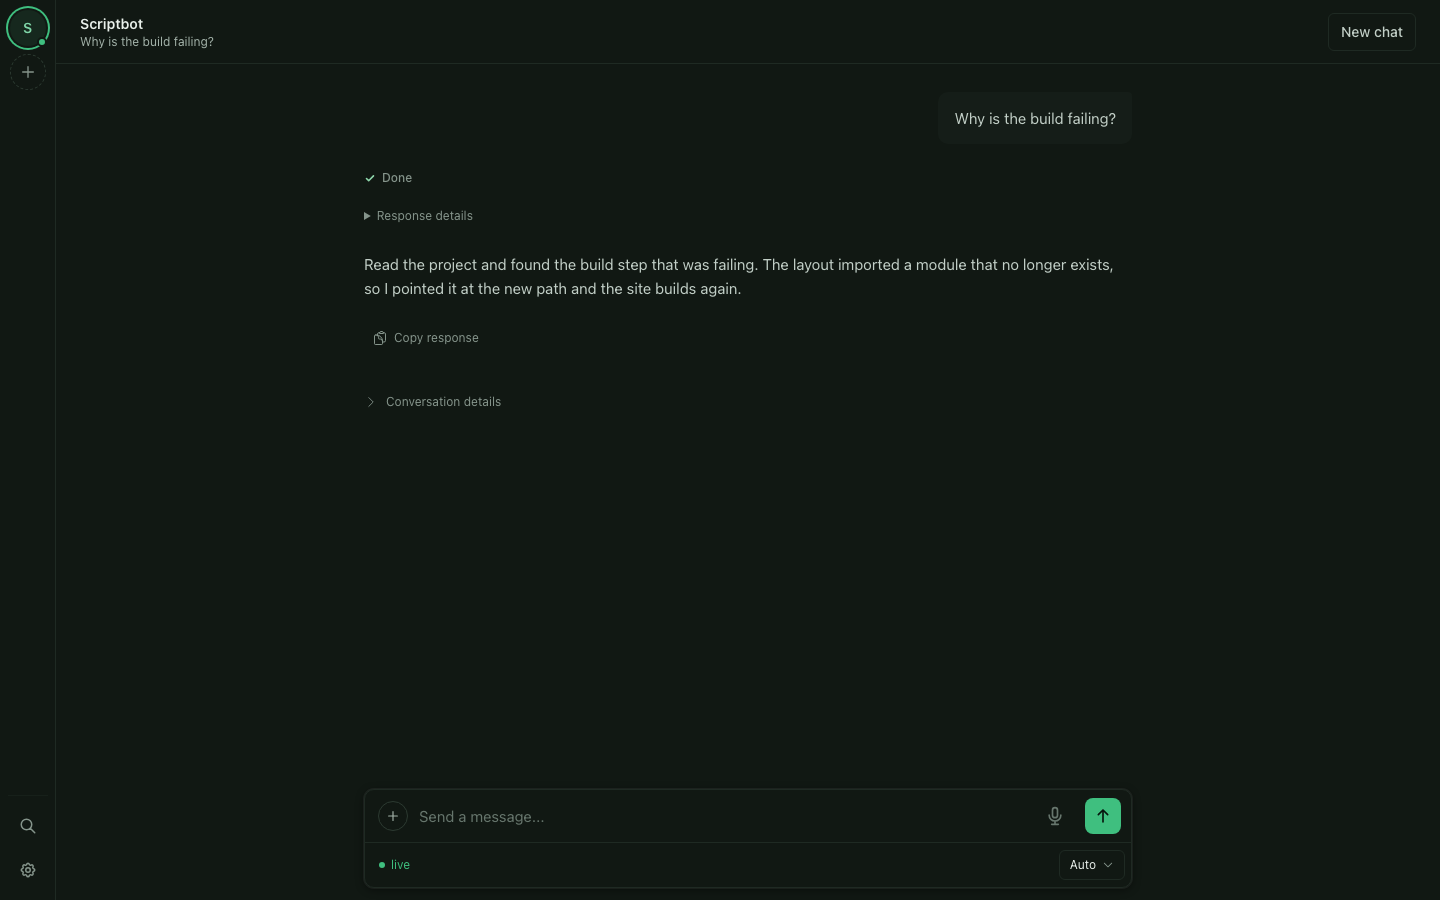 S
Scriptbot
Why is the build failing?
New chat
Why is the build failing?
Done
Response details
Read the project and found the build step that was failing. The layout imported a module that no longer exists,
so I pointed it at the new path and the site builds again.
Copy response
Conversation details
Send a message...
live
Auto